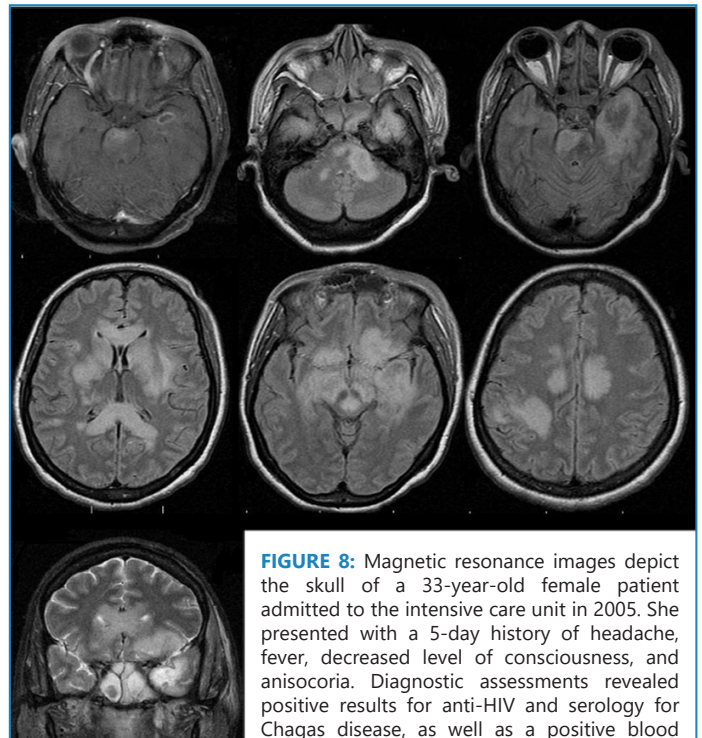 FIGURE 8: Magnetic resonance images depict
the skull of a 33-year-old female patient
admitted to the intensive care unit in 2005. She
presented with a 5-day history of headache,
fever, decreased level of consciousness, and
anisocoria. Diagnostic assessments revealed
positive results for anti-HIV and serology for
Chagas disease, as well as a positive blood